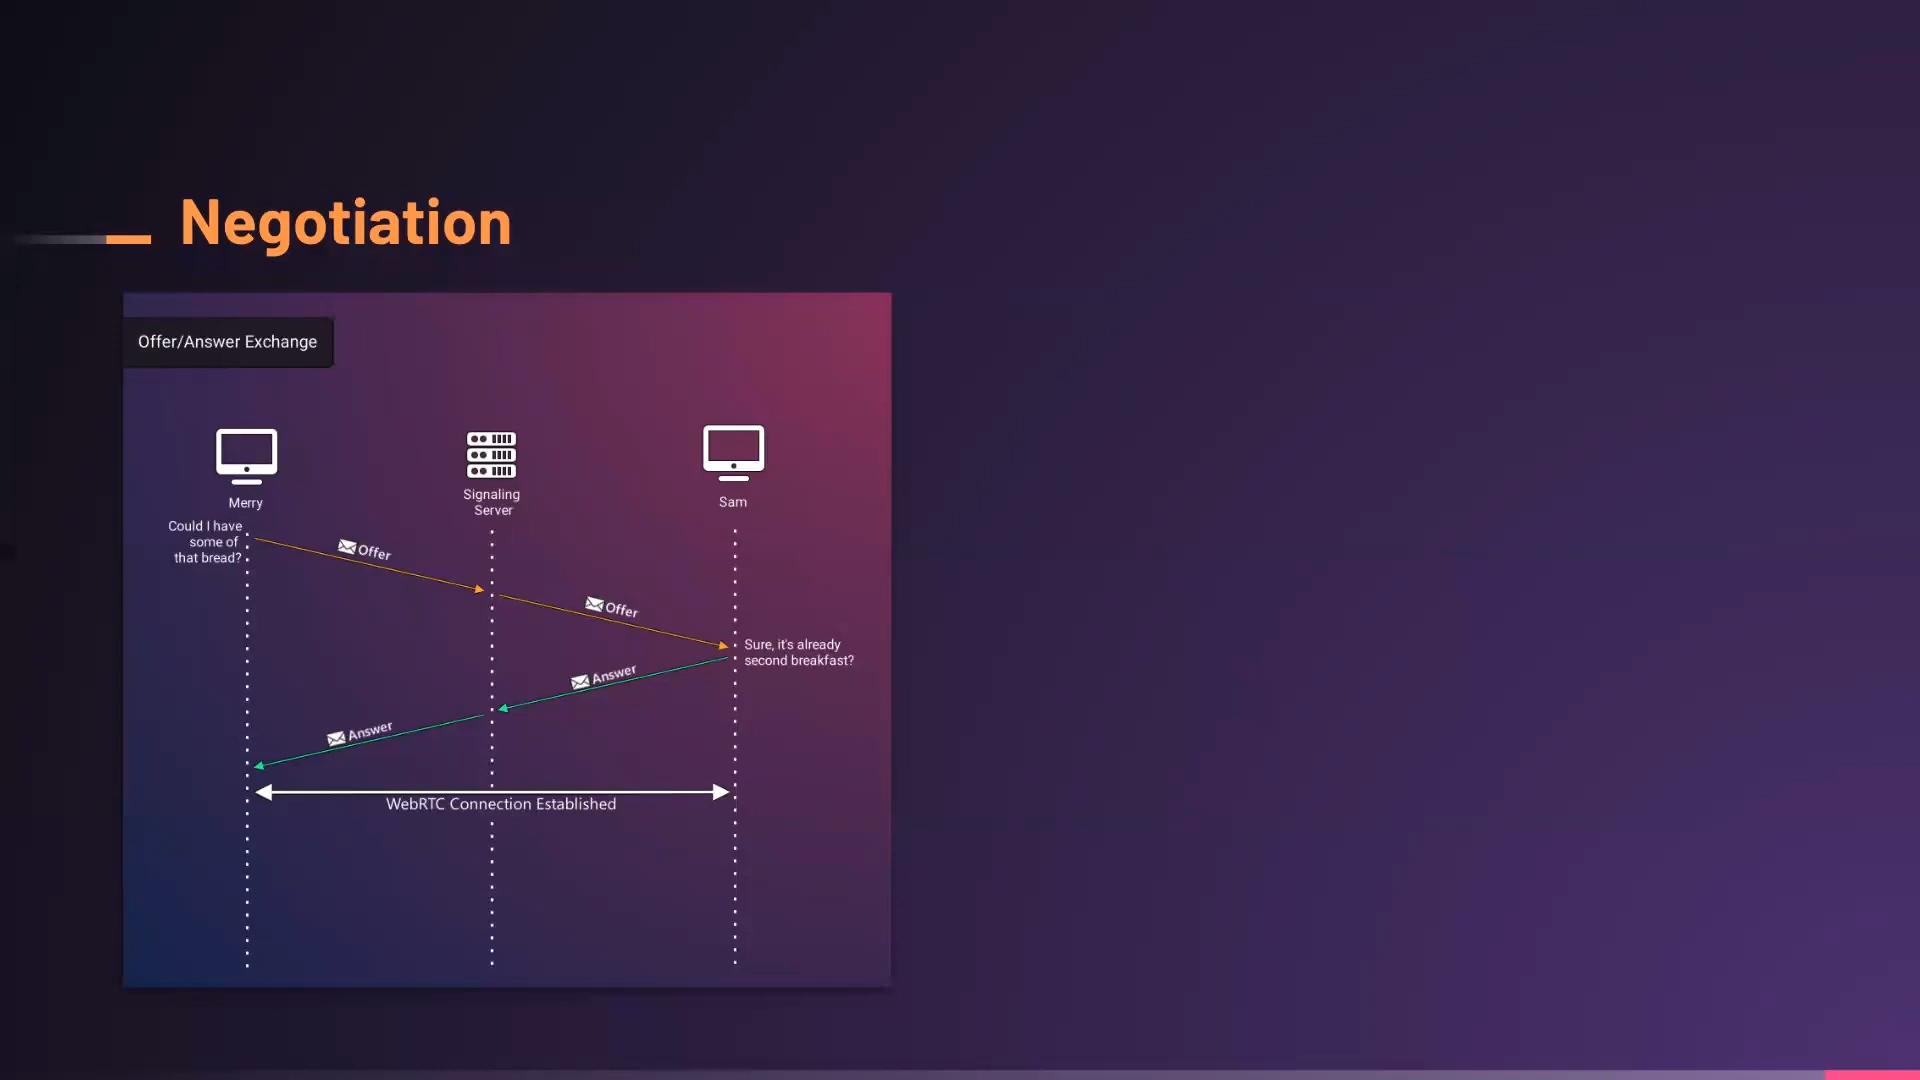 Negotiation
Offer/Answer Exchange
Merry
Signaling
Server
Sam
Could I have
some of
that bread?
Offer
Offer
Sure, it's already
second breakfast?
Answer
Answer
WebRTC Connection Established